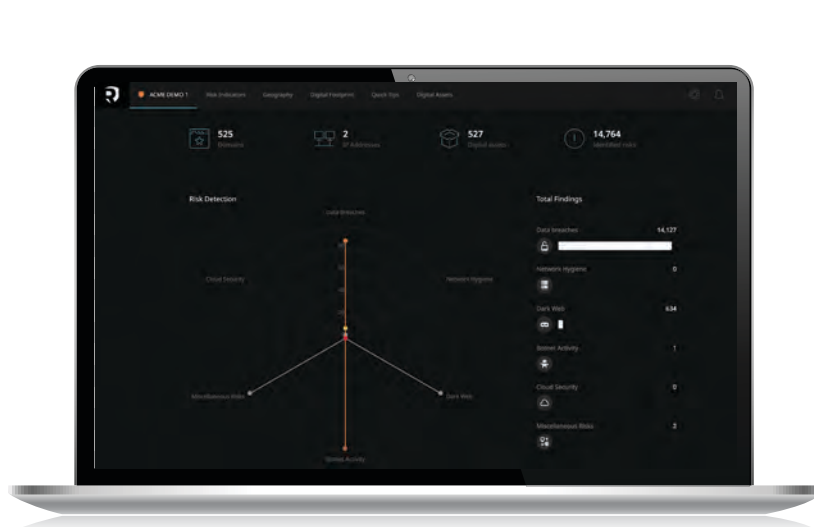 ACME DEMO 1 Risk Indicators Geography Digital Footprint Quick Tips Digital Assets
525 2 527 14,764
Domains IP Addresses Digital Assets Identified risks
Risk Detection Total Findings
Data Breaches
Data breaches 14,127
Cloud Security Network Hygiene
Network Hygiene 0
Dark Web 634
Botnet Activity 1
Miscellaneous Risks Dark Web
Cloud Security 0
Miscellaneous Risks 2
Botnet Activity